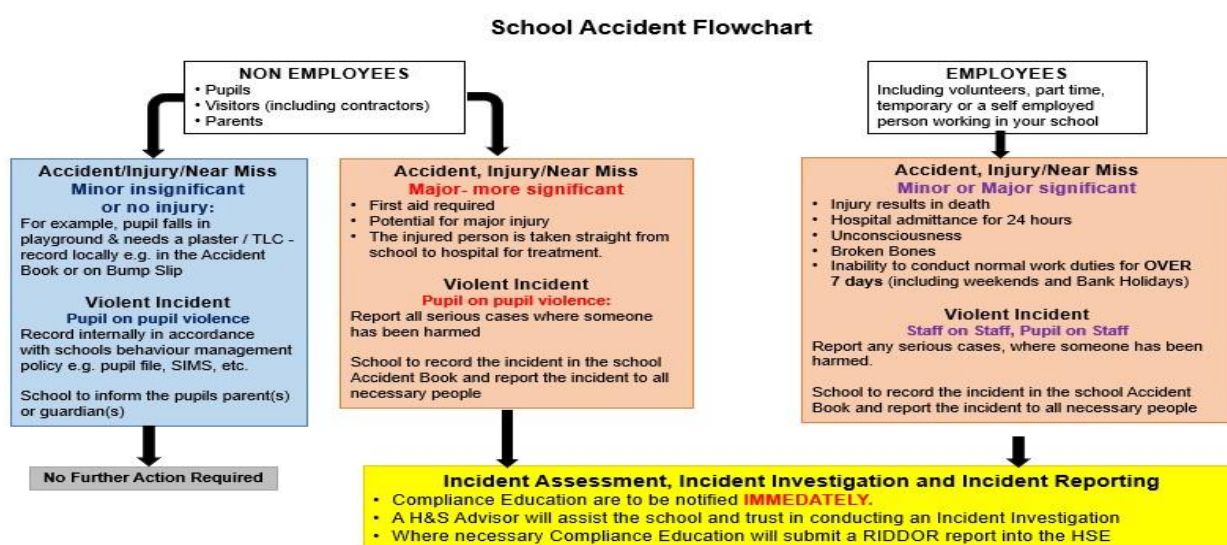 School Accident Flowchart
NON EMPLOYEES
• Pupils
• Visitors (including contractors)
• Parents
EMPLOYEES
Including volunteers, part time,
temporary or a self employed
person working in your school
Accident/Injury/Near Miss
Minor insignificant
or no injury:
For example, pupil falls in
playground & needs a plaster / TLC -
record locally e.g. in the Accident
Book or on Bump Slip
Violent Incident
Pupil on pupil violence
Record internally in accordance
with schools behaviour management
policy e.g. pupil file, SIMS, etc.
School to inform the pupils parent(s)
or guardian(s)
No Further Action Required
Accident, Injury/Near Miss
Major- more significant
• First aid required
• Potential for major injury
• The injured person is taken straight from
school to hospital for treatment.
Violent Incident
Pupil on pupil violence:
Report all serious cases where someone
has been harmed
School to record the incident in the school
Accident Book and report the incident to all
necessary people
Accident, Injury/Near Miss
Minor or Major significant
• Injury results in death
• Hospital admittance for 24 hours
• Unconsciousness
• Broken Bones
• Inability to conduct normal work duties for OVER
7 days (including weekends and Bank Holidays)
Violent Incident
Staff on Staff, Pupil on Staff
Report any serious cases, where someone has been
harmed.
School to record the incident in the school Accident
Book and report the incident to all necessary people
Incident Assessment, Incident Investigation and Incident Reporting
• Compliance Education are to be notified IMMEDIATELY.
• A H&S Advisor will assist the school and trust in conducting an Incident Investigation
• Where necessary Compliance Education will submit a RIDDOR report into the HSE